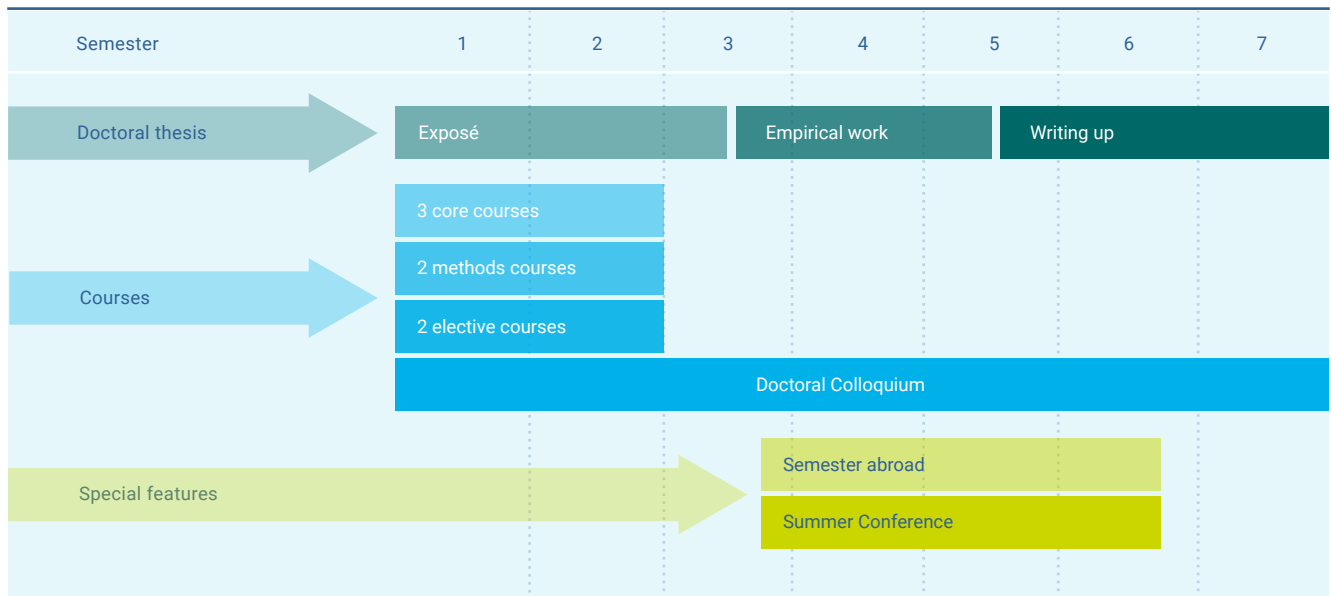 Semester 1 2 3 4 5 6 7
Doctoral thesis
Exposé
Empirical work
Writing up
3 core courses
2 methods courses
Courses
2 elective courses
Doctoral Colloquium
Semester abroad
Special features
Summer Conference